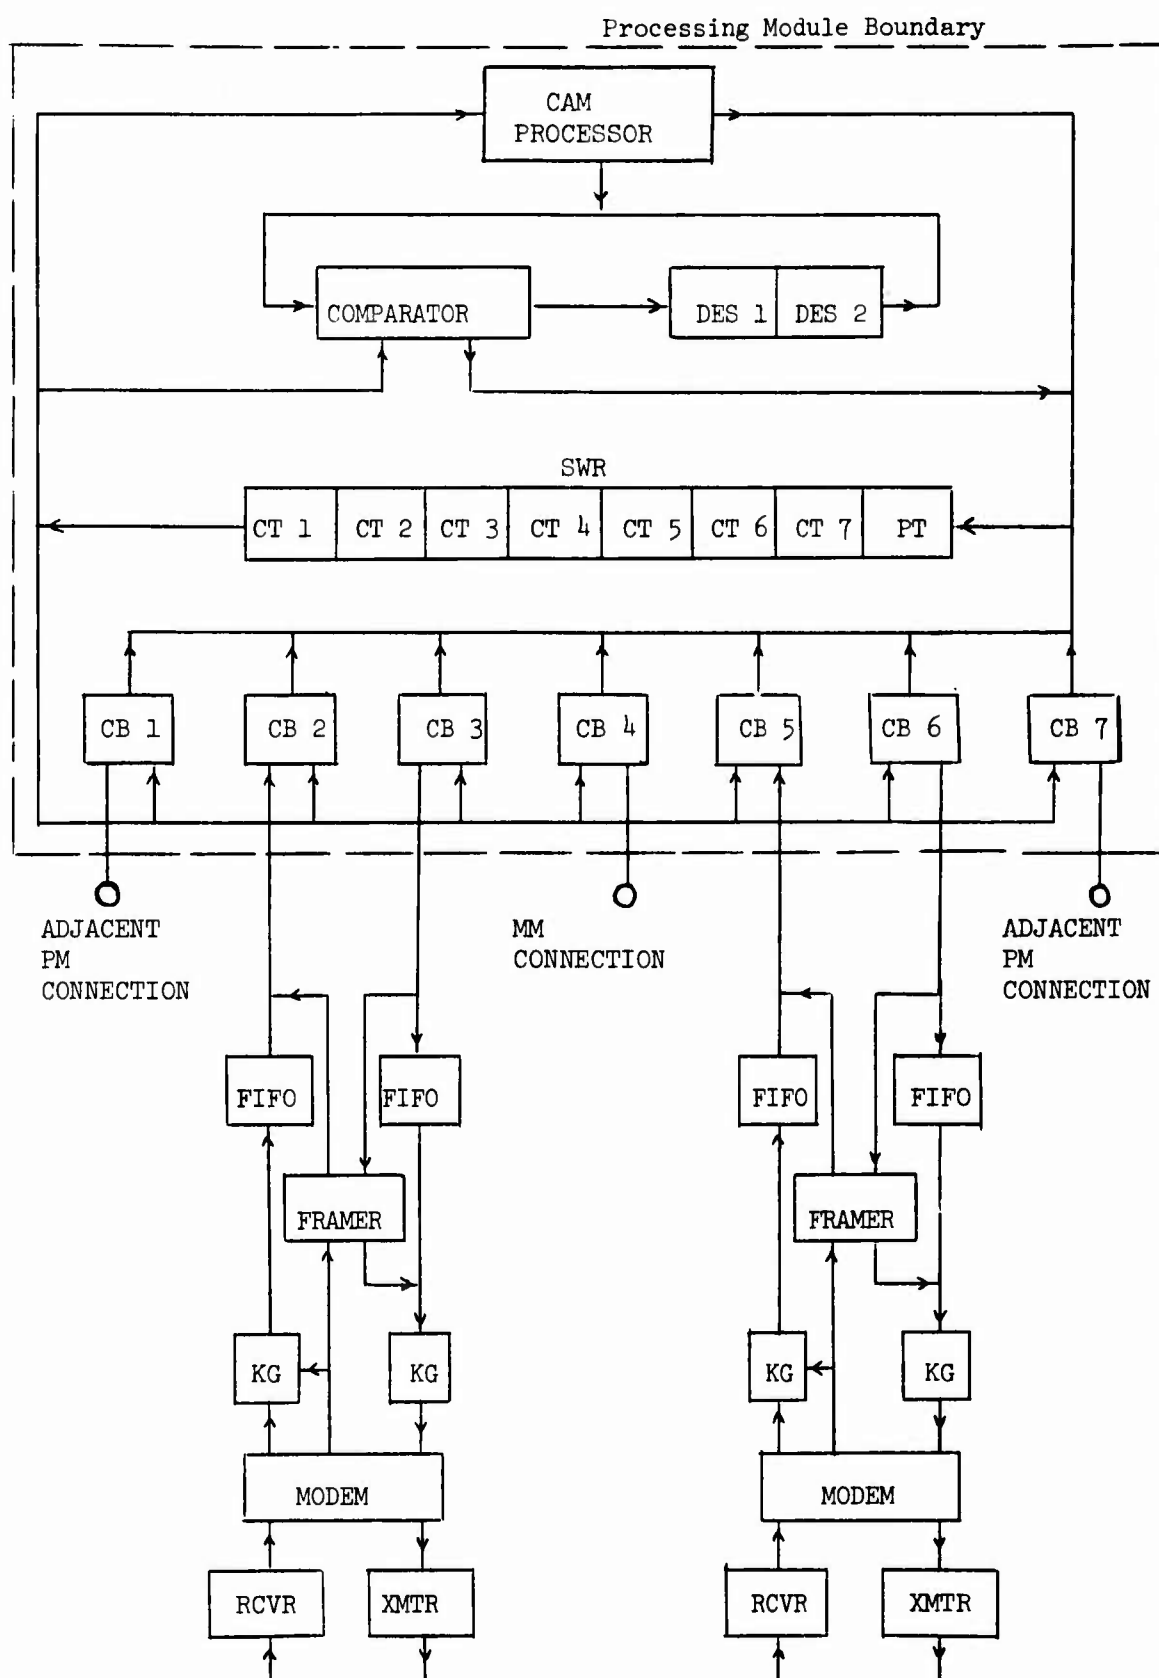 Processing Module Boundary
CAM
PROCESSOR
COMPARATOR
DES 1
DES 2
SWR
CT 1
CT 2
CT 3
CT 4
CT 5
CT 6
CT 7
PT
CB 1
CB 2
CB 3
CB 4
CB 5
CB 6
CB 7
ADJACENT
PM
CONNECTION
MM
CONNECTION
ADJACENT
PM
CONNECTION
FIFO
FIFO
FIFO
FIFO
FRAMER
FRAMER
KG
KG
KG
KG
MODEM
MODEM
RCVR
XMTR
RCVR
XMTR